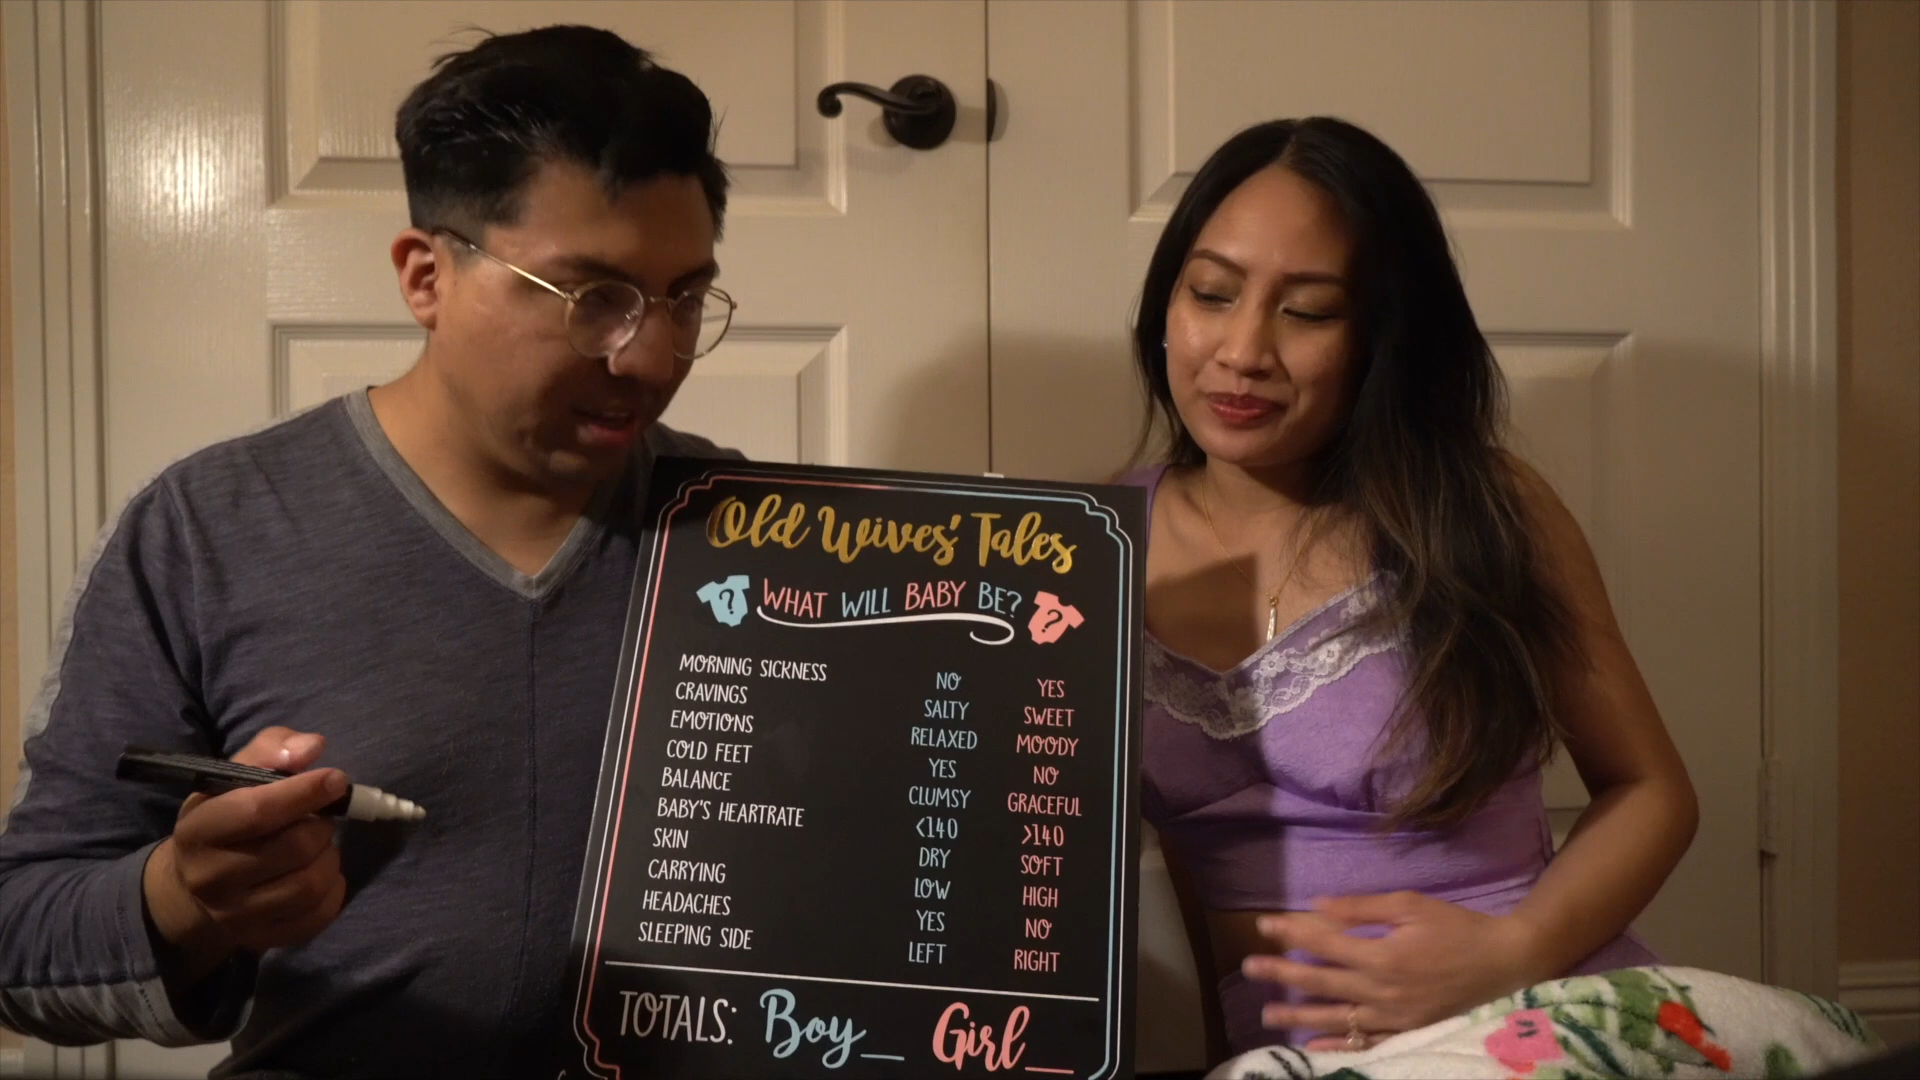 Old Wives' Tales
? WHAT WILL BABY BE? ?
MORNING SICKNESS NO YES
CRAVINGS SALTY SWEET
EMOTIONS RELAXED MOODY
COLD FEET YES NO
BALANCE CLUMSY GRACEFUL
BABY'S HEARTRATE <140 >140
SKIN DRY SOFT
CARRYING LOW HIGH
HEADACHES YES NO
SLEEPING SIDE LEFT RIGHT
TOTALS: Boy_ Girl_